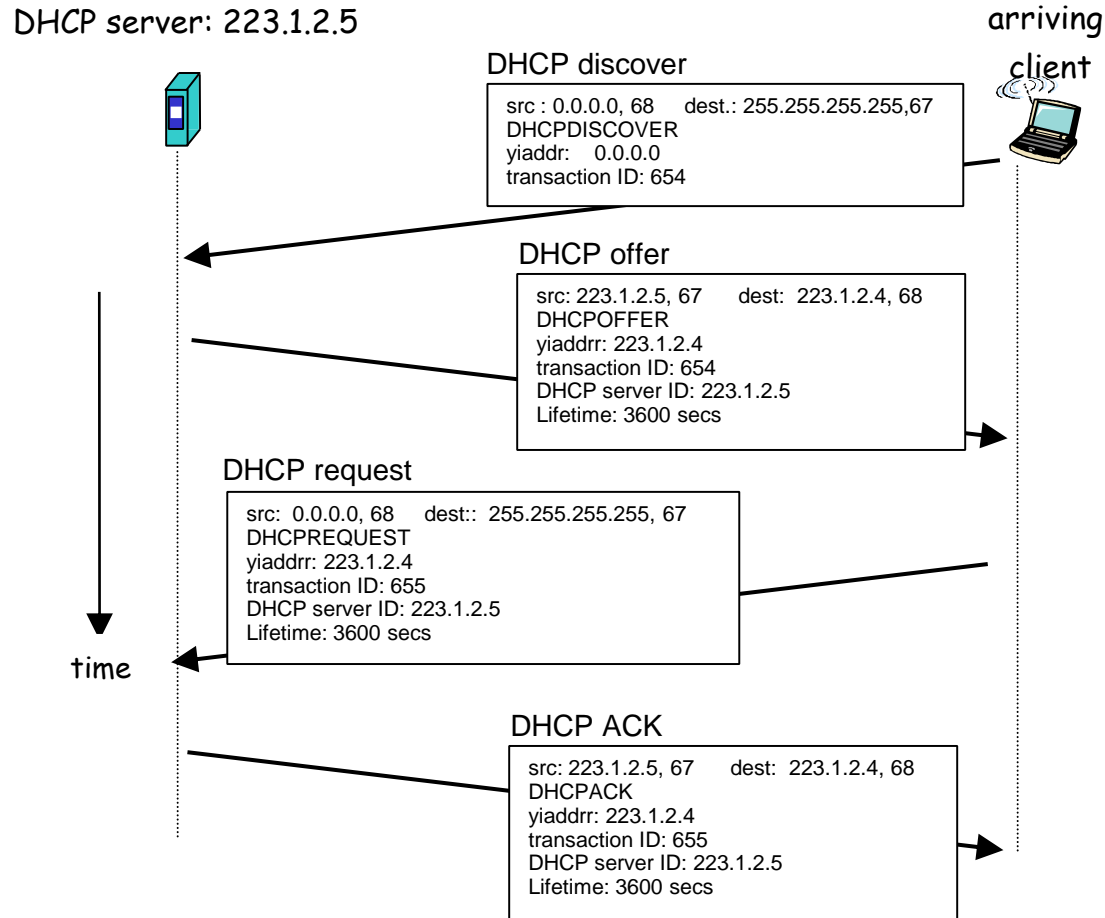 DHCP server: 223.1.2.5
arriving
client
DHCP discover
src : 0.0.0.0, 68 dest.: 255.255.255.255,67
DHCPDISCOVER
yiaddr: 0.0.0.0
transaction ID: 654
DHCP offer
src: 223.1.2.5, 67 dest: 223.1.2.4, 68
DHCPOFFER
yiaddrr: 223.1.2.4
transaction ID: 654
DHCP server ID: 223.1.2.5
Lifetime: 3600 secs
DHCP request
src: 0.0.0.0, 68 dest:: 255.255.255.255, 67
DHCPREQUEST
yiaddrr: 223.1.2.4
transaction ID: 655
DHCP server ID: 223.1.2.5
Lifetime: 3600 secs
time
DHCP ACK
src: 223.1.2.5, 67 dest: 223.1.2.4, 68
DHCPACK
yiaddrr: 223.1.2.4
transaction ID: 655
DHCP server ID: 223.1.2.5
Lifetime: 3600 secs